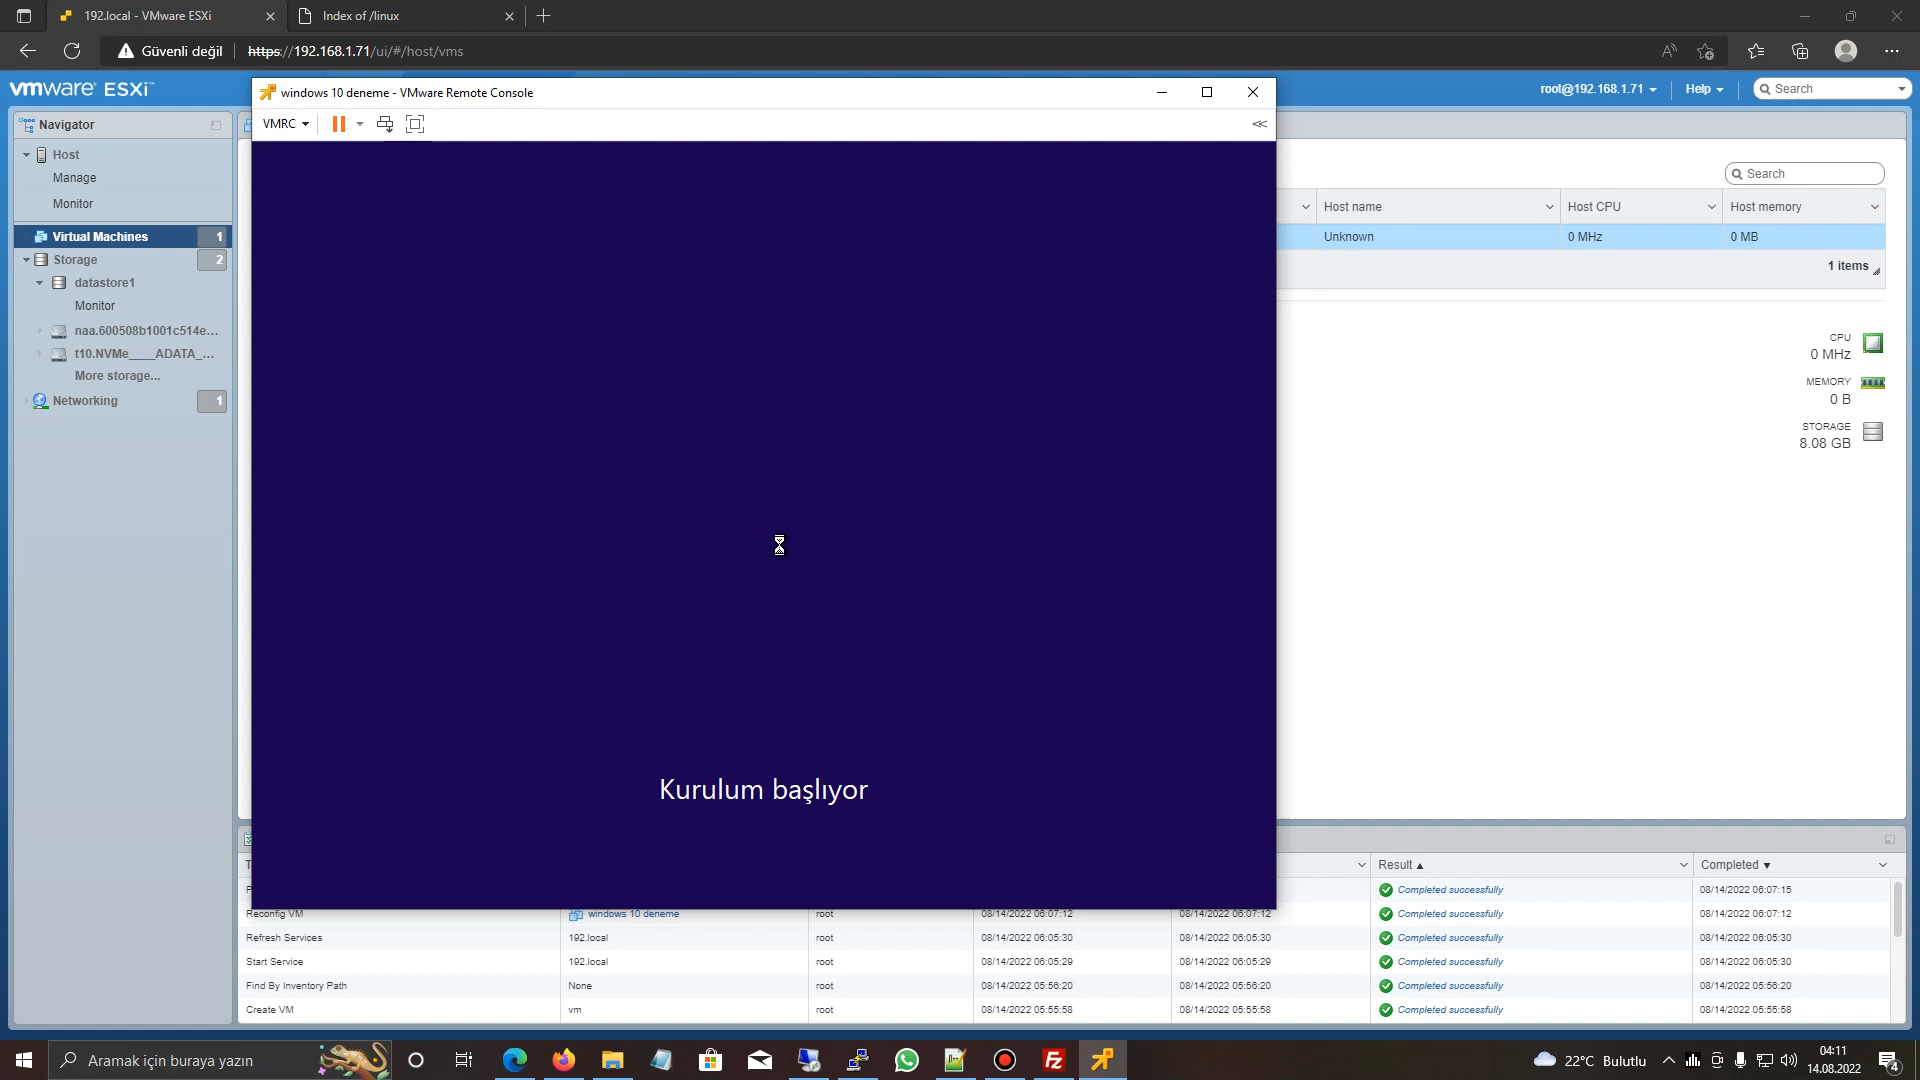 192.local - VMware ESXi
Index of /linux
Güvenli değil
https://192.168.1.71/ui/#/host/vms
vmware ESXi™
windows 10 deneme - VMware Remote Console
root@192.168.1.71
Help
Search
VMRC
Navigator
Host
Manage
Monitor
Virtual Machines 1
Storage 2
datastore1
Monitor
naa.600508b1001c514e...
t10.NVMe____ADATA_...
More storage...
Networking 1
Search
Host name Host CPU Host memory
Unknown 0 MHz 0 MB
1 items
CPU
0 MHz
MEMORY
0 B
STORAGE
8.08 GB
Kurulum başlıyor
Result Completed
Completed successfully 08/14/2022 06:07:15
Reconfig VM windows 10 deneme root 08/14/2022 06:07:12 08/14/2022 06:07:12 Completed successfully 08/14/2022 06:07:12
Refresh Services 192.local root 08/14/2022 06:05:30 08/14/2022 06:05:30 Completed successfully 08/14/2022 06:05:30
Start Service 192.local root 08/14/2022 06:05:29 08/14/2022 06:05:29 Completed successfully 08/14/2022 06:05:30
Find By Inventory Path None root 08/14/2022 05:56:20 08/14/2022 05:56:20 Completed successfully 08/14/2022 05:56:20
Create VM vm root 08/14/2022 05:55:58 08/14/2022 05:55:58 Completed successfully 08/14/2022 05:55:58
Aramak için buraya yazın
22°C Bulutlu
04:11
14.08.2022
4